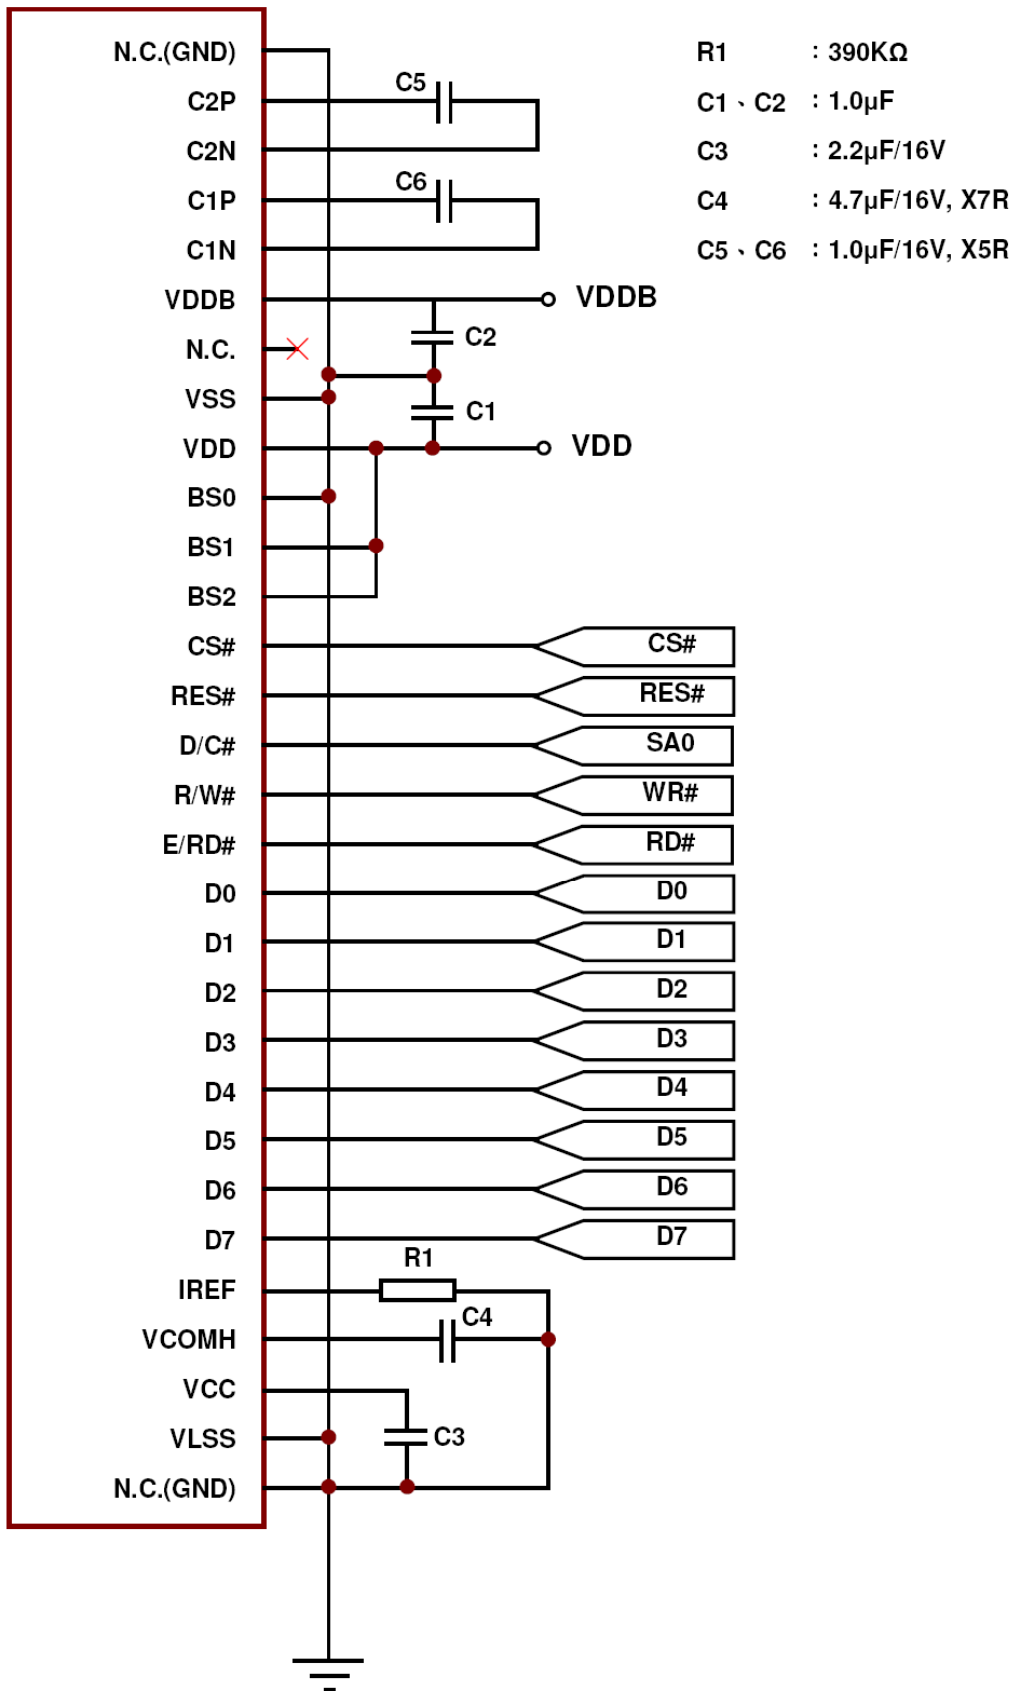 N.C.(GND)
R1 : 390KΩ
C5
C2P
C1、C2 : 1.0µF
C2N
C3 : 2.2µF/16V
C6
C1P
C4 : 4.7µF/16V, X7R
C1N
C5、C6 : 1.0µF/16V, X5R
VDDB
VDDB
C2
N.C.
VSS
C1
VDD
VDD
BS0
BS1
BS2
CS# CS#
RES# RES#
D/C# SA0
R/W# WR#
E/RD# RD#
D0 D0
D1 D1
D2 D2
D3 D3
D4 D4
D5 D5
D6 D6
D7 D7
R1
IREF
C4
VCOMH
VCC
VLSS C3
N.C.(GND)